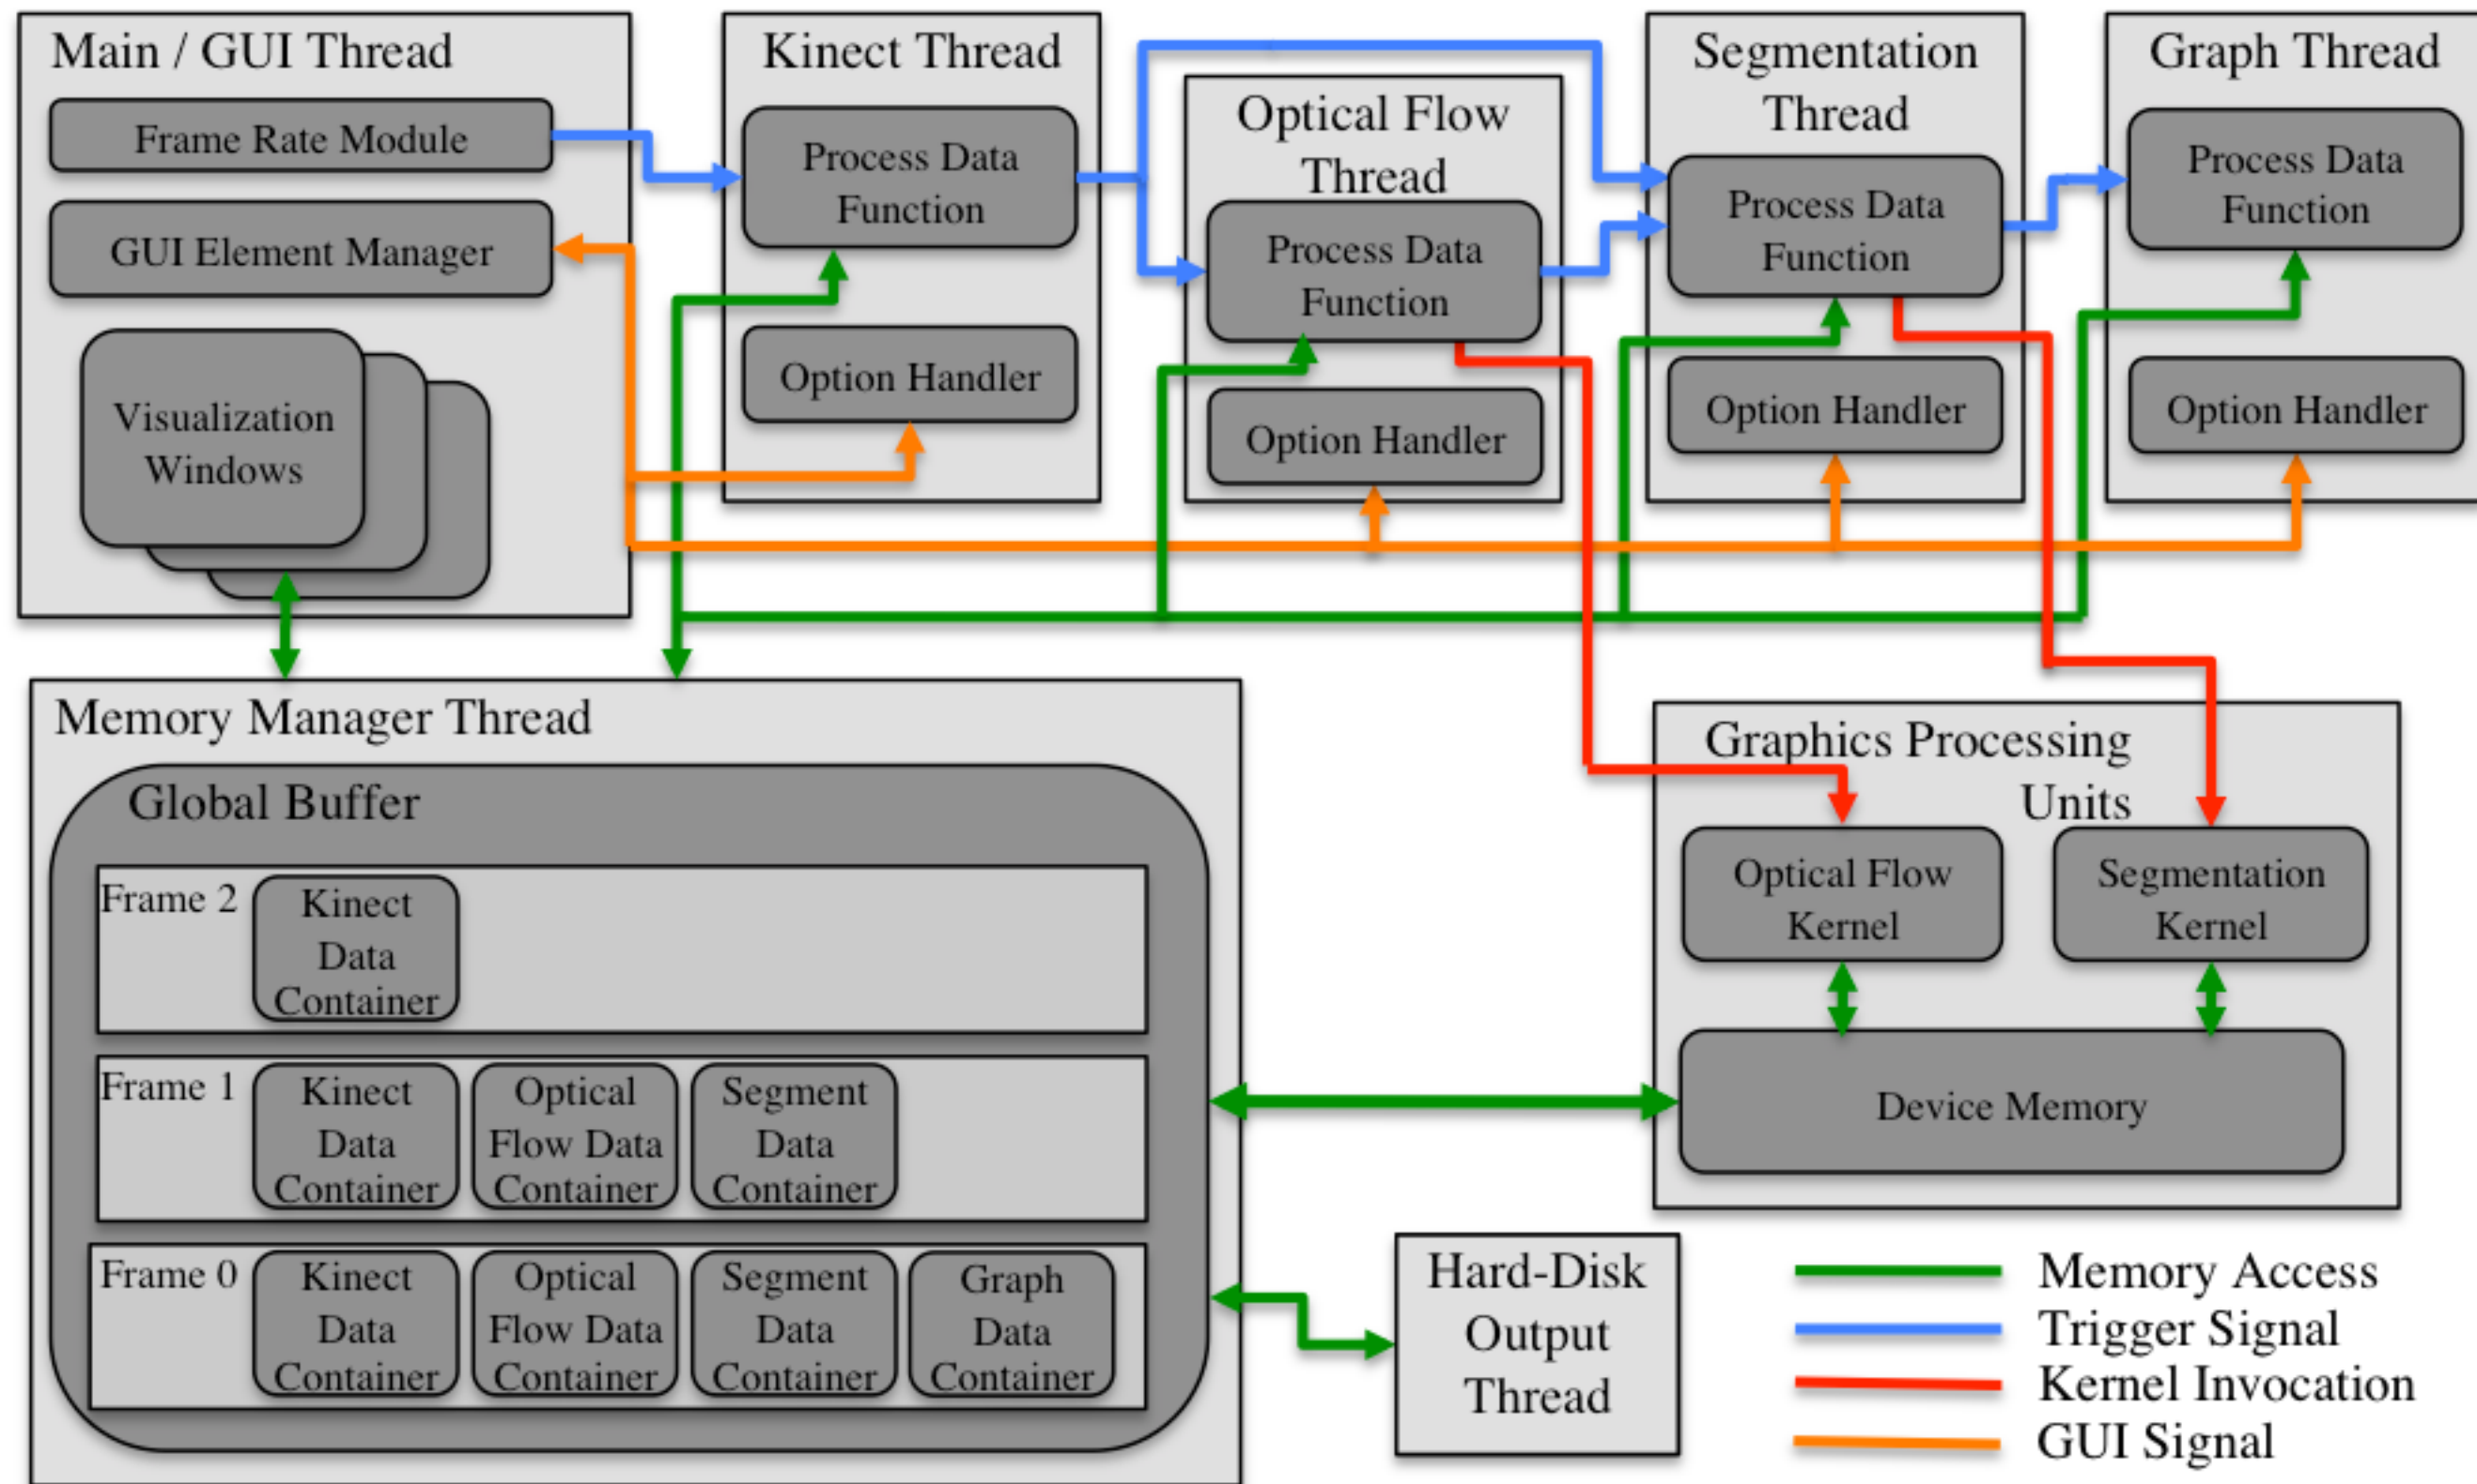 Main / GUI Thread
Frame Rate Module
GUI Element Manager
Visualization
Windows
Kinect Thread
Process Data
Function
Option Handler
Optical Flow
Thread
Process Data
Function
Option Handler
Segmentation
Thread
Process Data
Function
Option Handler
Graph Thread
Process Data
Function
Option Handler
Memory Manager Thread
Global Buffer
Frame 2
Kinect
Data
Container
Frame 1
Kinect
Data
Container
Optical
Flow Data
Container
Segment
Data
Container
Frame 0
Kinect
Data
Container
Optical
Flow Data
Container
Segment
Data
Container
Graph
Data
Container
Graphics Processing
Units
Optical Flow
Kernel
Segmentation
Kernel
Device Memory
Hard-Disk
Output
Thread
Memory Access
Trigger Signal
Kernel Invocation
GUI Signal